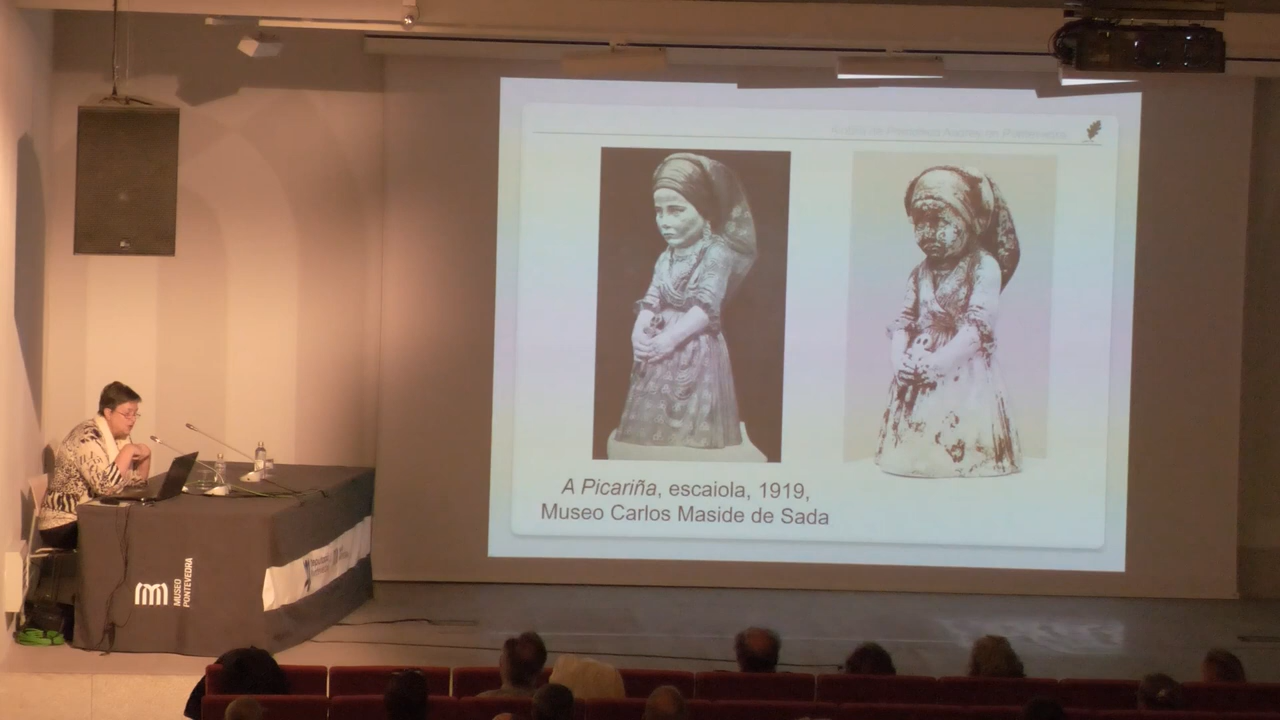 A Picariña, escaiola, 1919,
Museo Carlos Maside de Sada
MUSEO
PONTEVEDRA